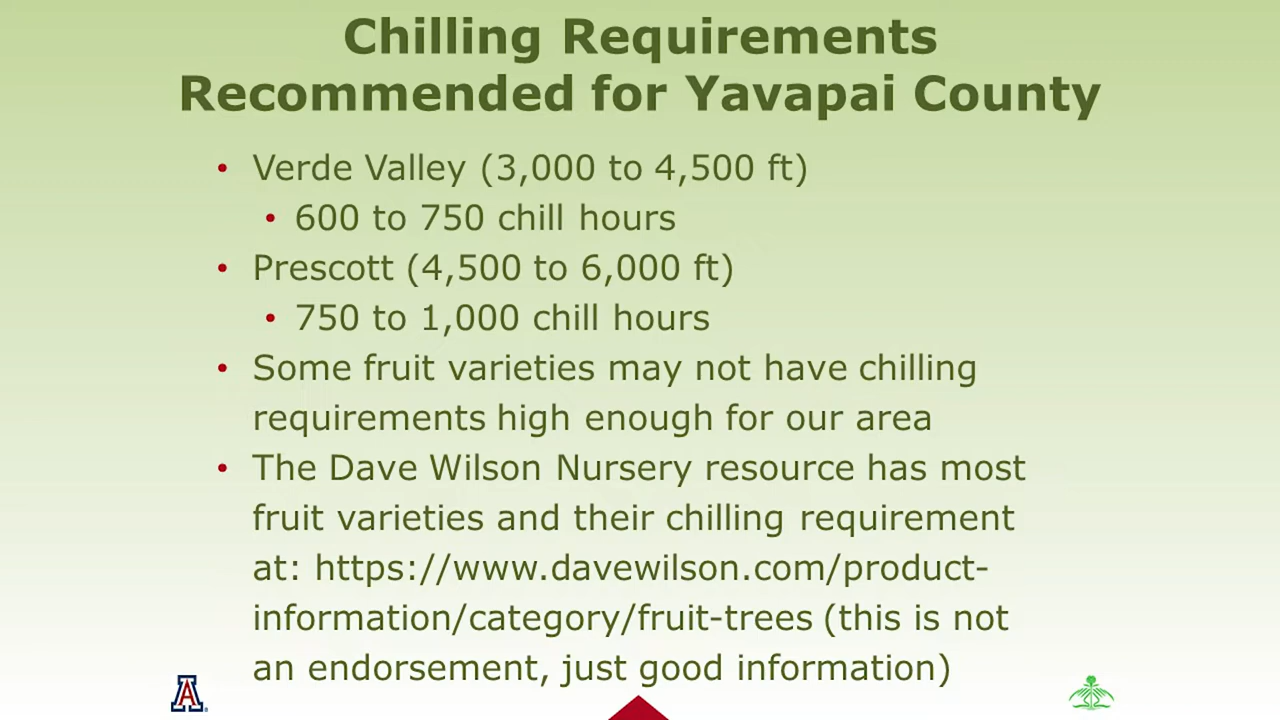 Chilling Requirements
Recommended for Yavapai County
• Verde Valley (3,000 to 4,500 ft)
• 600 to 750 chill hours
• Prescott (4,500 to 6,000 ft)
• 750 to 1,000 chill hours
• Some fruit varieties may not have chilling
requirements high enough for our area
• The Dave Wilson Nursery resource has most
fruit varieties and their chilling requirement
at: https://www.davewilson.com/product-
information/category/fruit-trees (this is not
an endorsement, just good information)
A